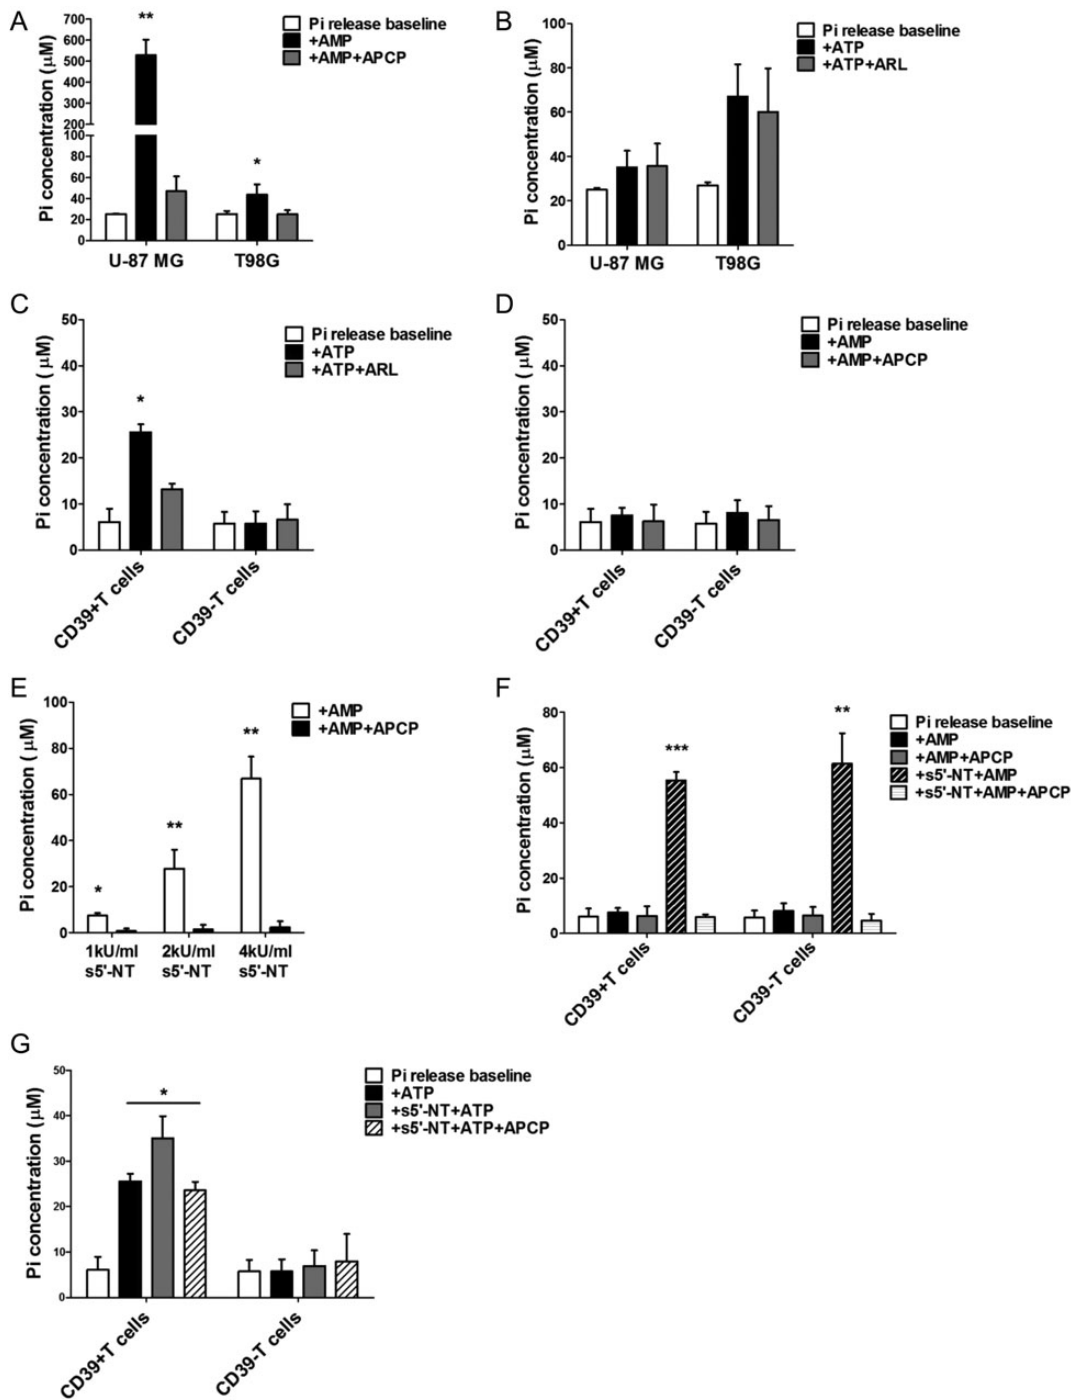 A
Pi concentration (μM)
700
600
500
400
300
200
100
80
60
40
20
0
**
*
U-87 MG
T98G
Pi release baseline
+AMP
+AMP+APCP
B
Pi concentration (μM)
100
80
60
40
20
0
U-87 MG
T98G
Pi release baseline
+ATP
+ATP+ARL
C
Pi concentration ( μM)
50
40
30
20
10
0
*
CD39+T cells
CD39-T cells
Pi release baseline
+ATP
+ATP+ARL
D
Pi concentration ( μM)
50
40
30
20
10
0
CD39+T cells
CD39-T cells
Pi release baseline
+AMP
+AMP+APCP
E
Pi concentration ( μM)
100
80
60
40
20
0
*
**
**
1kU/ml 2kU/ml 4kU/ml
s5'-NT s5'-NT s5'-NT
+AMP
+AMP+APCP
F
Pi concentration ( μM)
80
60
40
20
0
***
**
CD39+T cells
CD39-T cells
Pi release baseline
+AMP
+AMP+APCP
+s5'-NT+AMP
+s5'-NT+AMP+APCP
G
Pi concentration (μM)
50
40
30
20
10
0
*
CD39+T cells
CD39-T cells
Pi release baseline
+ATP
+s5'-NT+ATP
+s5'-NT+ATP+APCP